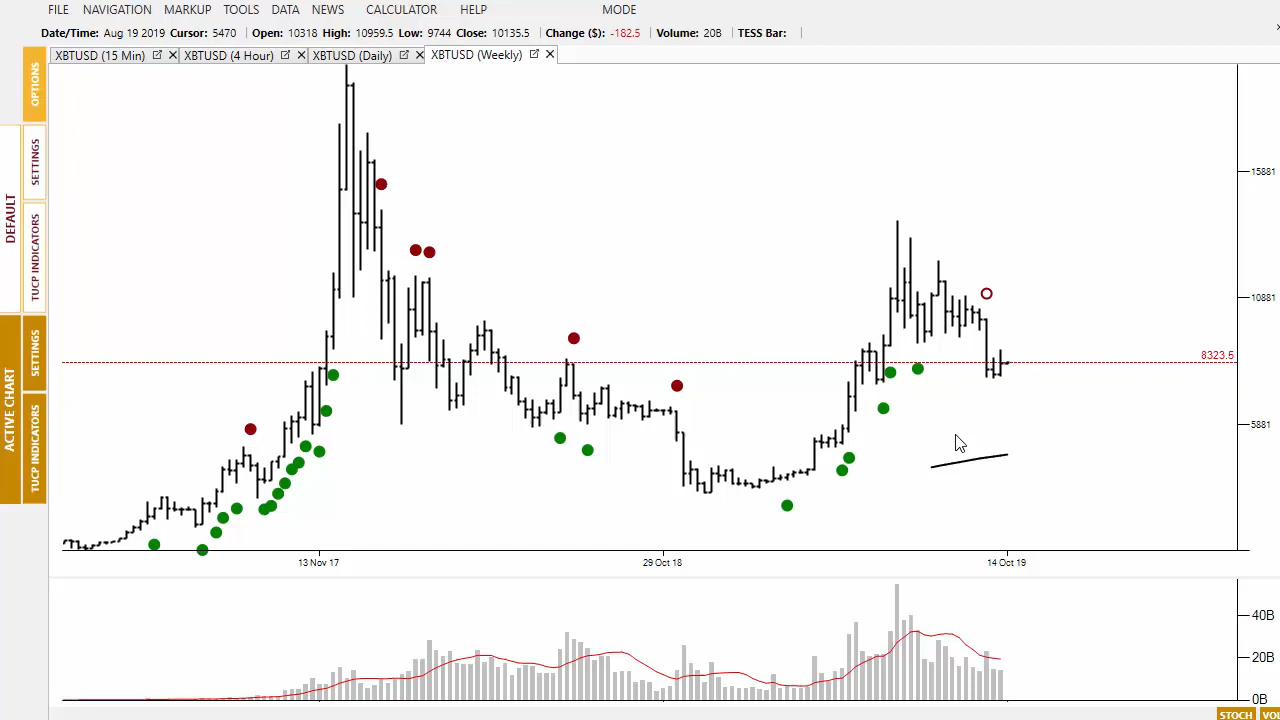 FILE NAVIGATION MARKUP TOOLS DATA NEWS CALCULATOR HELP MODE
Date/Time: Aug 19 2019 Cursor: 5470 Open: 10318 High: 10959.5 Low: 9744 Close: 10135.5 Change ($): -182.5 Volume: 20B TESS Bar:
XBTUSD (15 Min) XBTUSD (4 Hour) XBTUSD (Daily) XBTUSD (Weekly)
OPTIONS
SETTINGS
TUCP INDICATORS
DEFAULT
SETTINGS
TUCP INDICATORS
ACTIVE CHART
15881
10881
8323.5
5881
13 Nov 17 29 Oct 18 14 Oct 19
40B
20B
0B
STOCH VOL